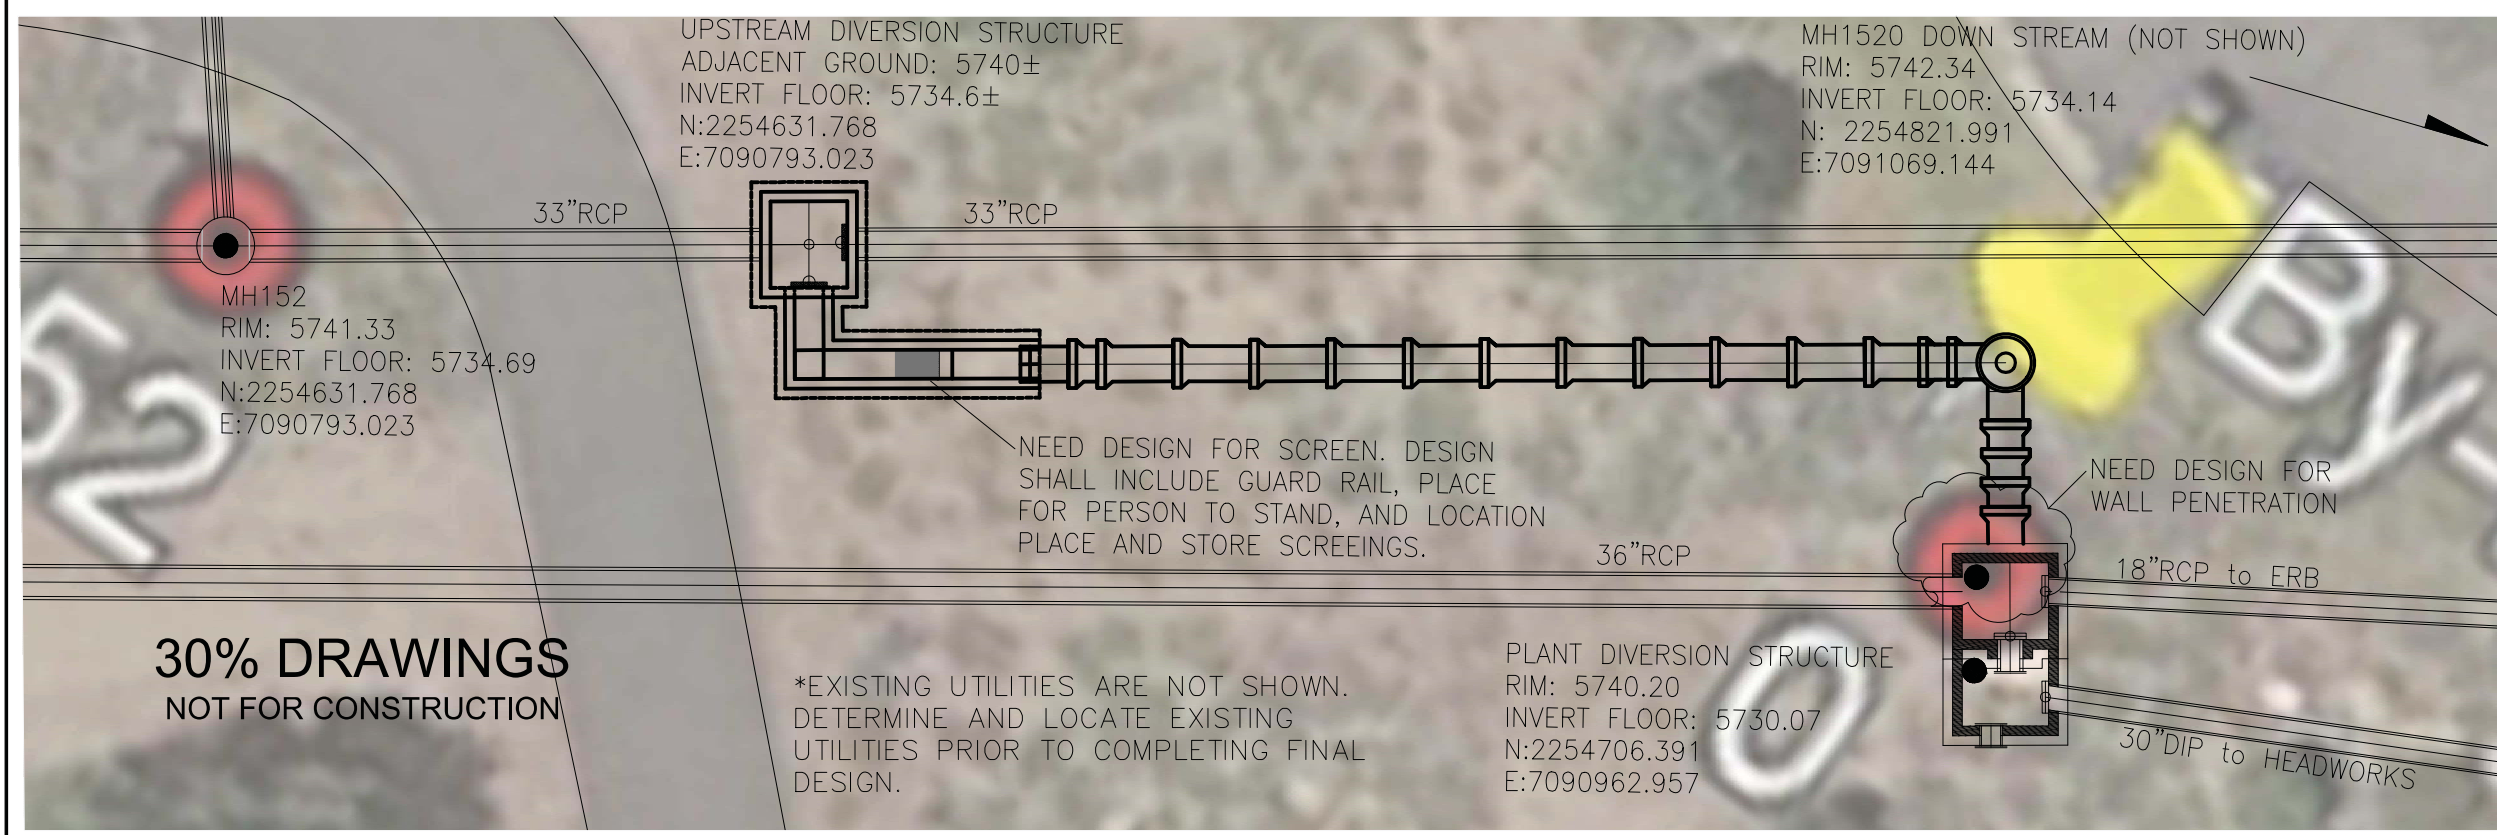 UPSTREAM DIVERSION STRUCTURE
ADJACENT GROUND: 5740±
INVERT FLOOR: 5734.6±
N:2254631.768
E:7090793.023
MH1520 DOWN STREAM (NOT SHOWN)
RIM: 5742.34
INVERT FLOOR: 5734.14
N: 2254821.991
E:7091069.144
33"RCP
33"RCP
MH152
RIM: 5741.33
INVERT FLOOR: 5734.69
N:2254631.768
E:7090793.023
52
By-
NEED DESIGN FOR SCREEN. DESIGN
SHALL INCLUDE GUARD RAIL, PLACE
FOR PERSON TO STAND, AND LOCATION
PLACE AND STORE SCREEINGS.
NEED DESIGN FOR
WALL PENETRATION
36"RCP
18"RCP to ERB
30% DRAWINGS
NOT FOR CONSTRUCTION
*EXISTING UTILITIES ARE NOT SHOWN.
DETERMINE AND LOCATE EXISTING
UTILITIES PRIOR TO COMPLETING FINAL
DESIGN.
PLANT DIVERSION STRUCTURE
RIM: 5740.20
INVERT FLOOR: 5730.07
N:2254706.391
E:7090962.957
0
30"DIP to HEADWORKS